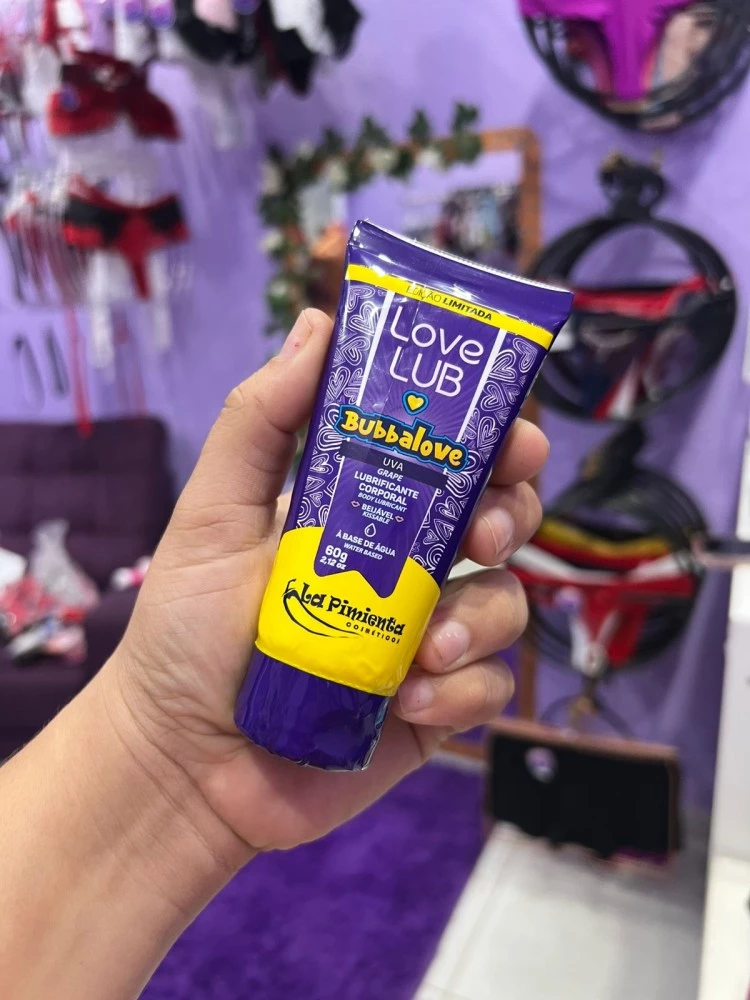 EDIÇÃO LIMITADA
Love
LUB
Bubbalove
UVA
GRAPE
LUBRIFICANTE
CORPORAL
BODY LUBRICANT
BEIJÁVEL
KISSABLE
À BASE DE ÁGUA
WATER BASED
60g
2,12 oz
La Pimienta
COSMÉTICOS